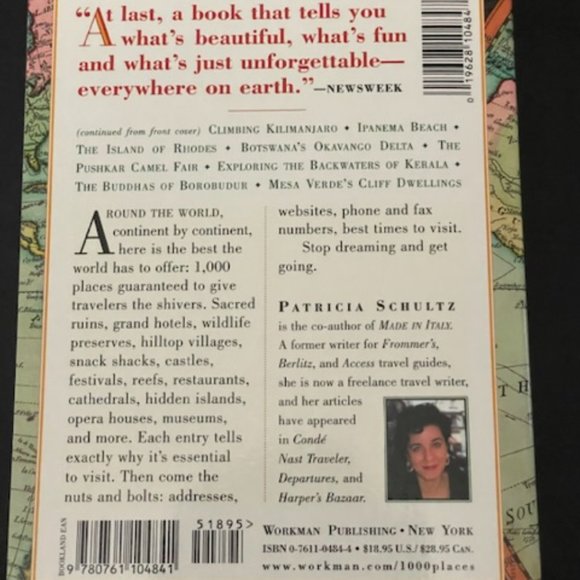 “At last, a book that tells you
what's beautiful, what's fun
and what's just unforgettable—
everywhere on earth.”—NEWSWEEK
0 19628 10484
(continued from front cover) CLIMBING KILIMANJARO • IPANEMA BEACH •
THE ISLAND OF RHODES • BOTSWANA'S OKAVANGO DELTA • THE
PUSHKAR CAMEL FAIR • EXPLORING THE BACKWATERS OF KERALA •
THE BUDDHAS OF BOROBUDUR • MESA VERDE'S CLIFF DWELLINGS
AROUND THE WORLD,
continent by continent,
here is the best the
world has to offer: 1,000
places guaranteed to give
travelers the shivers. Sacred
ruins, grand hotels, wildlife
preserves, hilltop villages,
snack shacks, castles,
festivals, reefs, restaurants,
cathedrals, hidden islands,
opera houses, museums,
and more. Each entry tells
exactly why it's essential
to visit. Then come the
nuts and bolts: addresses,
websites, phone and fax
numbers, best times to visit.
Stop dreaming and get
going.
PATRICIA SCHULTZ
is the co-author of MADE IN ITALY.
A former writer for Frommer's,
Berlitz, and Access travel guides,
she is now a freelance travel writer,
and her articles
have appeared
in Condé
Nast Traveler,
Departures, and
Harper's Bazaar.
BOOKLAND EAN
9 780761 104841
51895>
WORKMAN PUBLISHING • NEW YORK
ISBN 0-7611-0484-4 • $18.95 U.S./ $28.95 CAN.
www.workman.com/1000places
TH
SOU